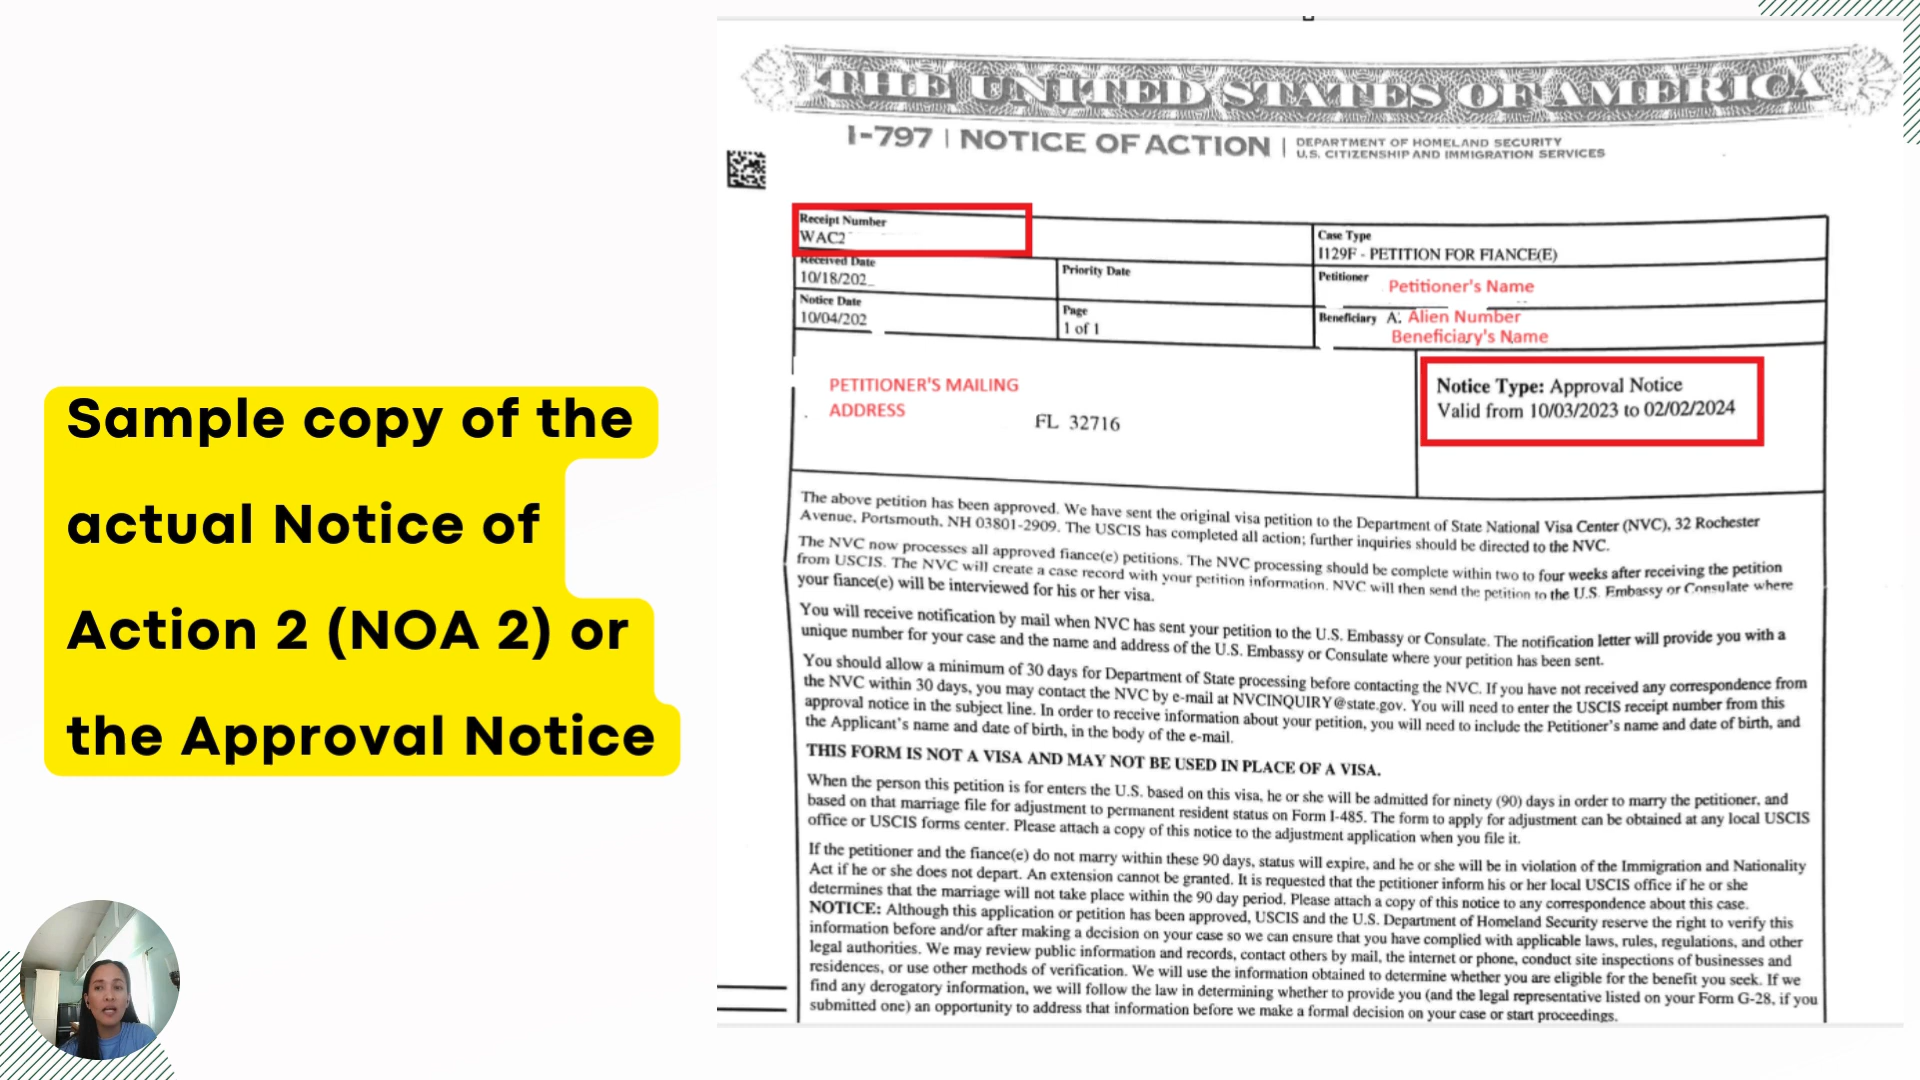 Sample copy of the
actual Notice of
Action 2 (NOA 2) or
the Approval Notice
THE UNITED STATES OF AMERICA
I-797 | NOTICE OF ACTION | DEPARTMENT OF HOMELAND SECURITY
U.S. CITIZENSHIP AND IMMIGRATION SERVICES
Receipt Number
WAC2
Case Type
I129F - PETITION FOR FIANCE(E)
Received Date
10/18/202
Priority Date
Petitioner
Petitioner's Name
Notice Date
10/04/202
Page
1 of 1
Beneficiary A: Alien Number
Beneficiary's Name
PETITIONER'S MAILING
ADDRESS
FL 32716
Notice Type: Approval Notice
Valid from 10/03/2023 to 02/02/2024
The above petition has been approved. We have sent the original visa petition to the Department of State National Visa Center (NVC), 32 Rochester
Avenue, Portsmouth, NH 03801-2909. The USCIS has completed all action; further inquiries should be directed to the NVC.
The NVC now processes all approved fiance(e) petitions. The NVC processing should be complete within two to four weeks after receiving the petition
from USCIS. The NVC will create a case record with your petition information. NVC will then send the petition to the U.S. Embassy or Consulate where
your fiance(e) will be interviewed for his or her visa.
You will receive notification by mail when NVC has sent your petition to the U.S. Embassy or Consulate. The notification letter will provide you with a
unique number for your case and the name and address of the U.S. Embassy or Consulate where your petition has been sent.
You should allow a minimum of 30 days for Department of State processing before contacting the NVC. If you have not received any correspondence from
the NVC within 30 days, you may contact the NVC by e-mail at NVCINQUIRY@state.gov. You will need to enter the USCIS receipt number from this
approval notice in the subject line. In order to receive information about your petition, you will need to include the Petitioner's name and date of birth, and
the Applicant's name and date of birth, in the body of the e-mail.
THIS FORM IS NOT A VISA AND MAY NOT BE USED IN PLACE OF A VISA.
When the person this petition is for enters the U.S. based on this visa, he or she will be admitted for ninety (90) days in order to marry the petitioner, and
based on that marriage file for adjustment to permanent resident status on Form I-485. The form to apply for adjustment can be obtained at any local USCIS
office or USCIS forms center. Please attach a copy of this notice to the adjustment application when you file it.
If the petitioner and the fiance(e) do not marry within these 90 days, status will expire, and he or she will be in violation of the Immigration and Nationality
Act if he or she does not depart. An extension cannot be granted. It is requested that the petitioner inform his or her local USCIS office if he or she
determines that the marriage will not take place within the 90 day period. Please attach a copy of this notice to any correspondence about this case.
NOTICE: Although this application or petition has been approved, USCIS and the U.S. Department of Homeland Security reserve the right to verify this
information before and/or after making a decision on your case so we can ensure that you have complied with applicable laws, rules, regulations, and other
legal authorities. We may review public information and records, contact others by mail, the internet or phone, conduct site inspections of businesses and
residences, or use other methods of verification. We will use the information obtained to determine whether you are eligible for the benefit you seek. If we
find any derogatory information, we will follow the law in determining whether to provide you (and the legal representative listed on your Form G-28, if you
submitted one) an opportunity to address that information before we make a formal decision on your case or start proceedings.